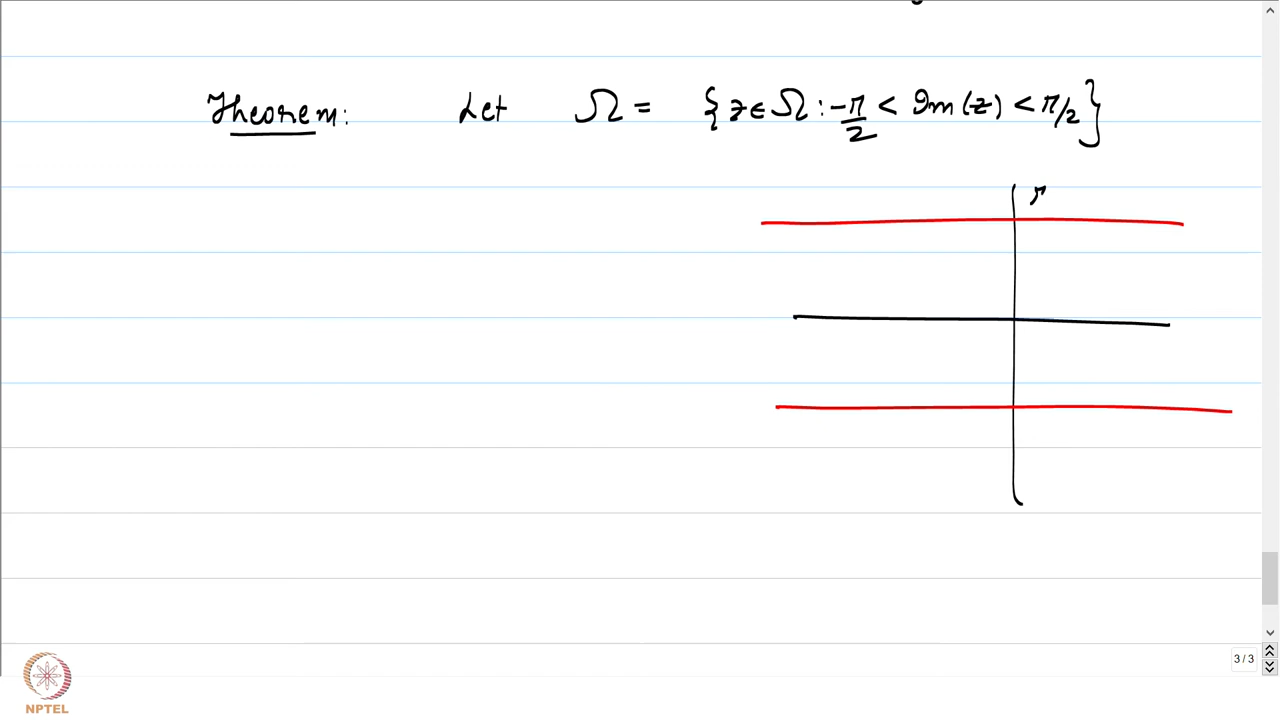 Theorem: Let Ω = {z ∈ Ω : -π/2 < Im(z) < π/2}
π
3 / 3
NPTEL